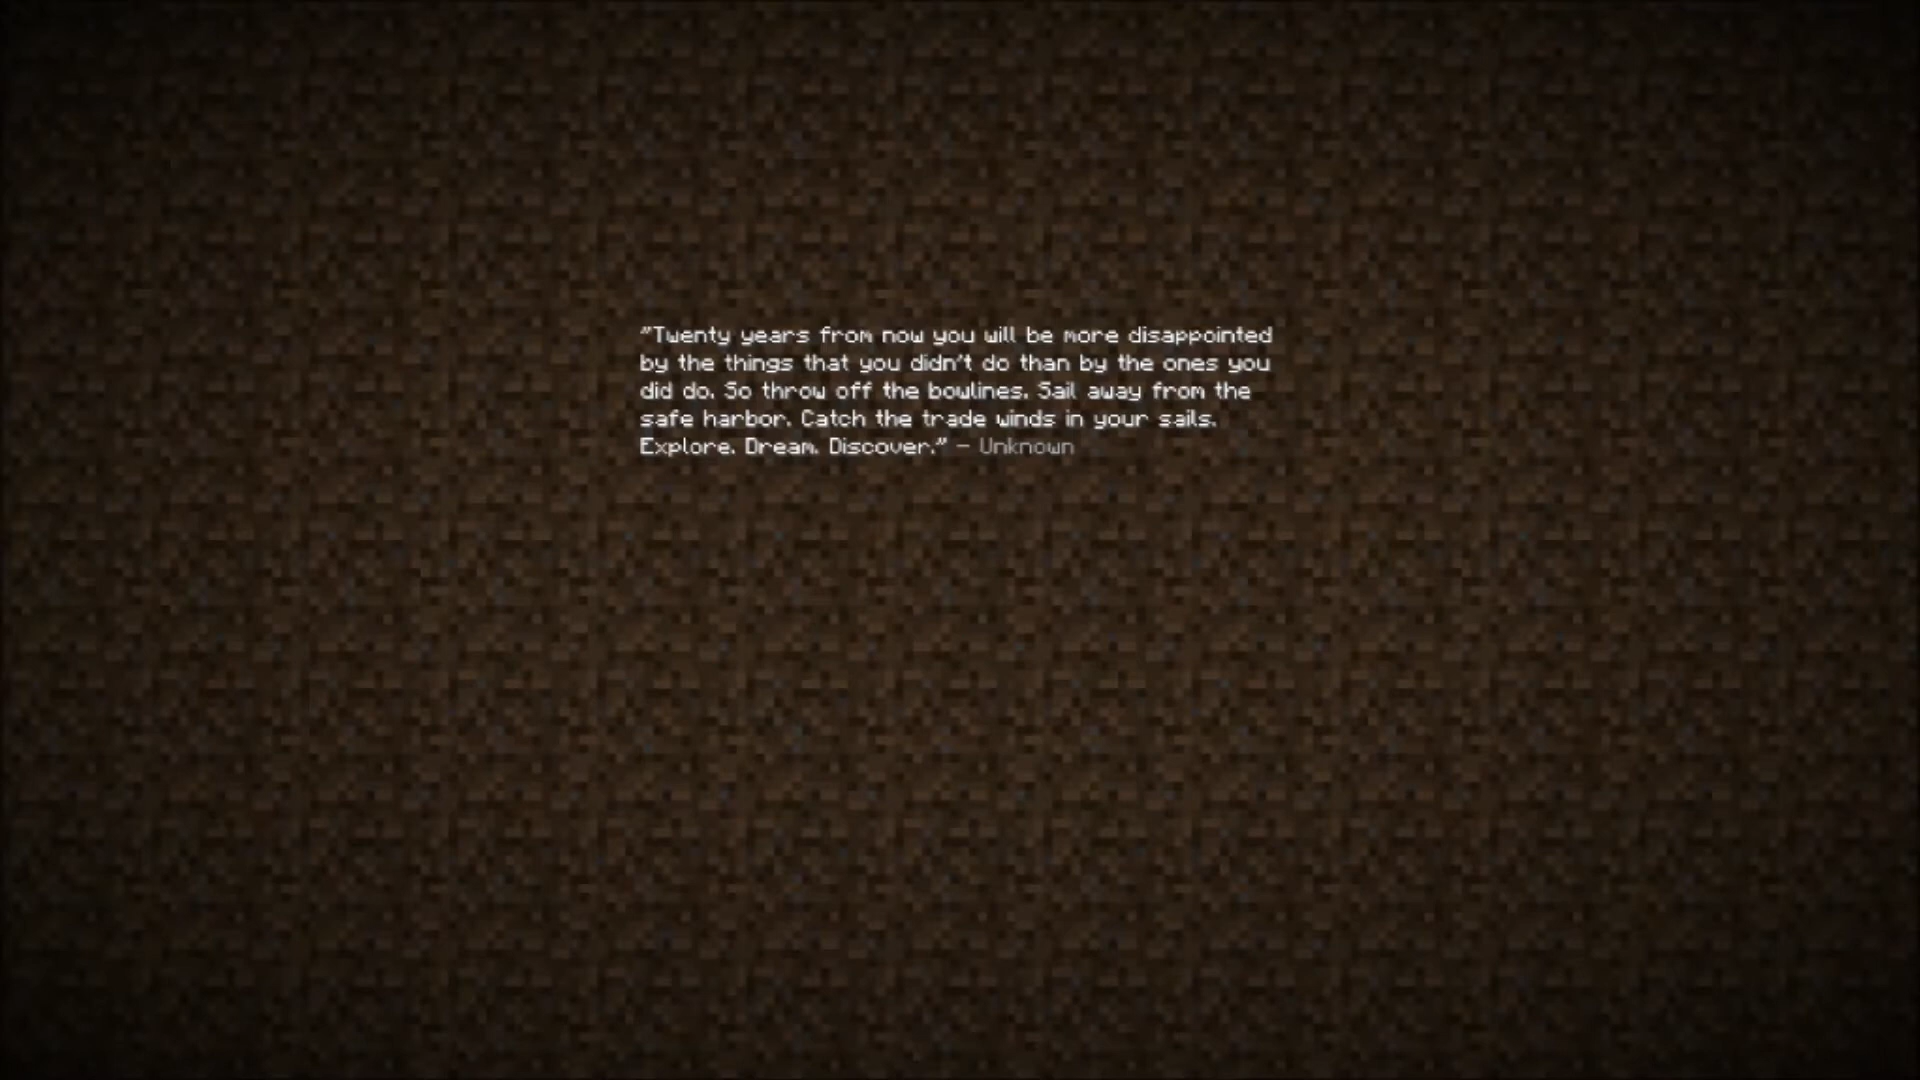 "Twenty years from now you will be more disappointed
by the things that you didn't do than by the ones you
did do. So throw off the bowlines. Sail away from the
safe harbor. Catch the trade winds in your sails.
Explore. Dream. Discover." – Unknown